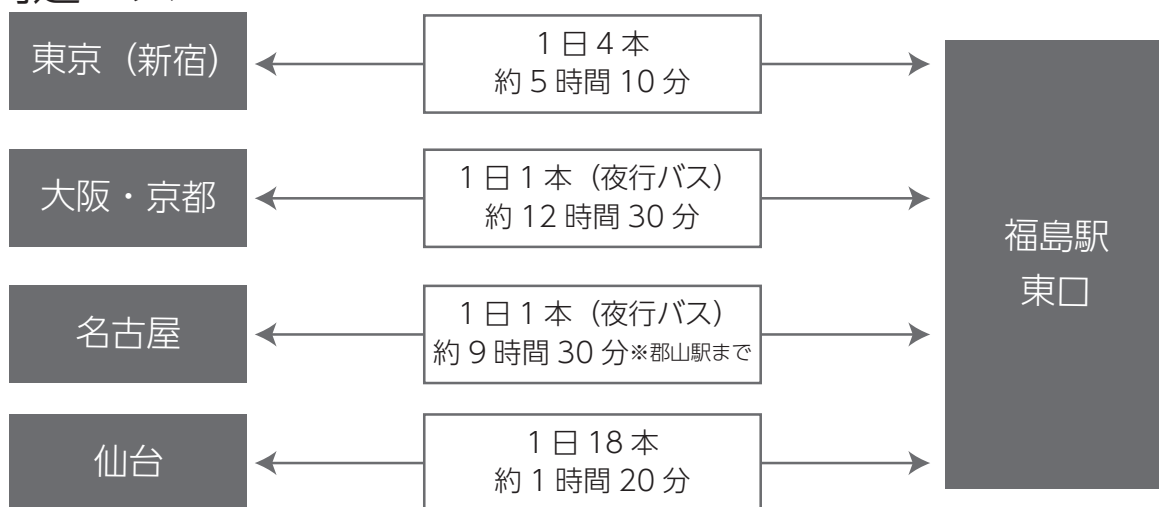 東京（新宿）
1日4本
約5時間10分
大阪・京都
1日1本（夜行バス）
約12時間30分
名古屋
1日1本（夜行バス）
約9時間30分※郡山駅まで
仙台
1日18本
約1時間20分
福島駅
東口